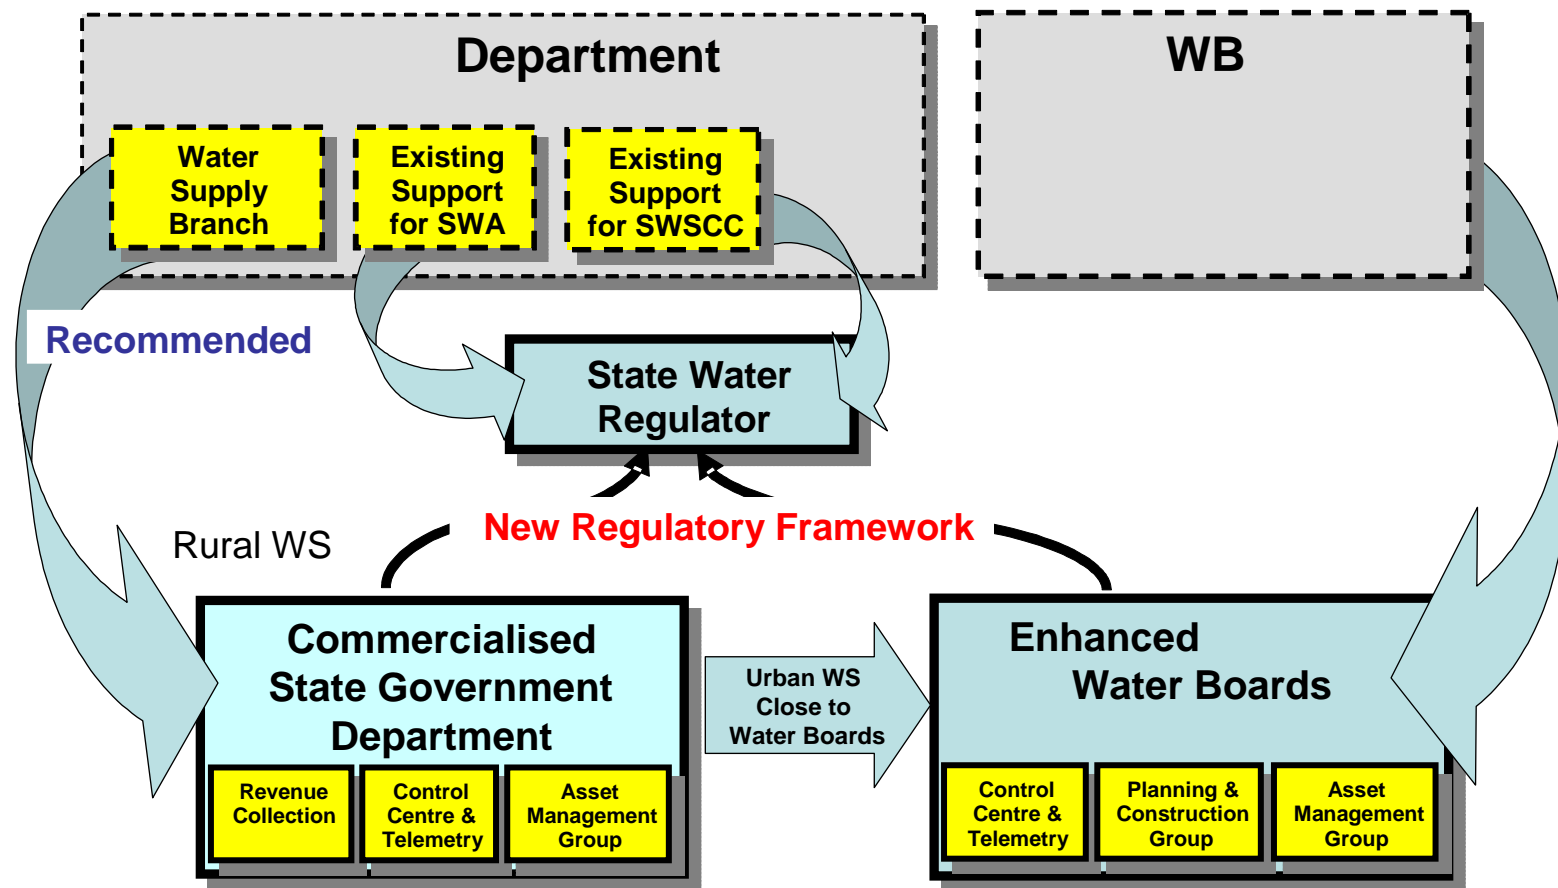 Department
WB
Water
Supply
Branch
Existing
Support
for SWA
Existing
Support
for SWSCC
Recommended
State Water
Regulator
New Regulatory Framework
Rural WS
Commercialised
State Government
Department
Urban WS
Close to
Water Boards
Enhanced
Water Boards
Revenue
Collection
Control
Centre &
Telemetry
Asset
Management
Group
Control
Centre &
Telemetry
Planning &
Construction
Group
Asset
Management
Group